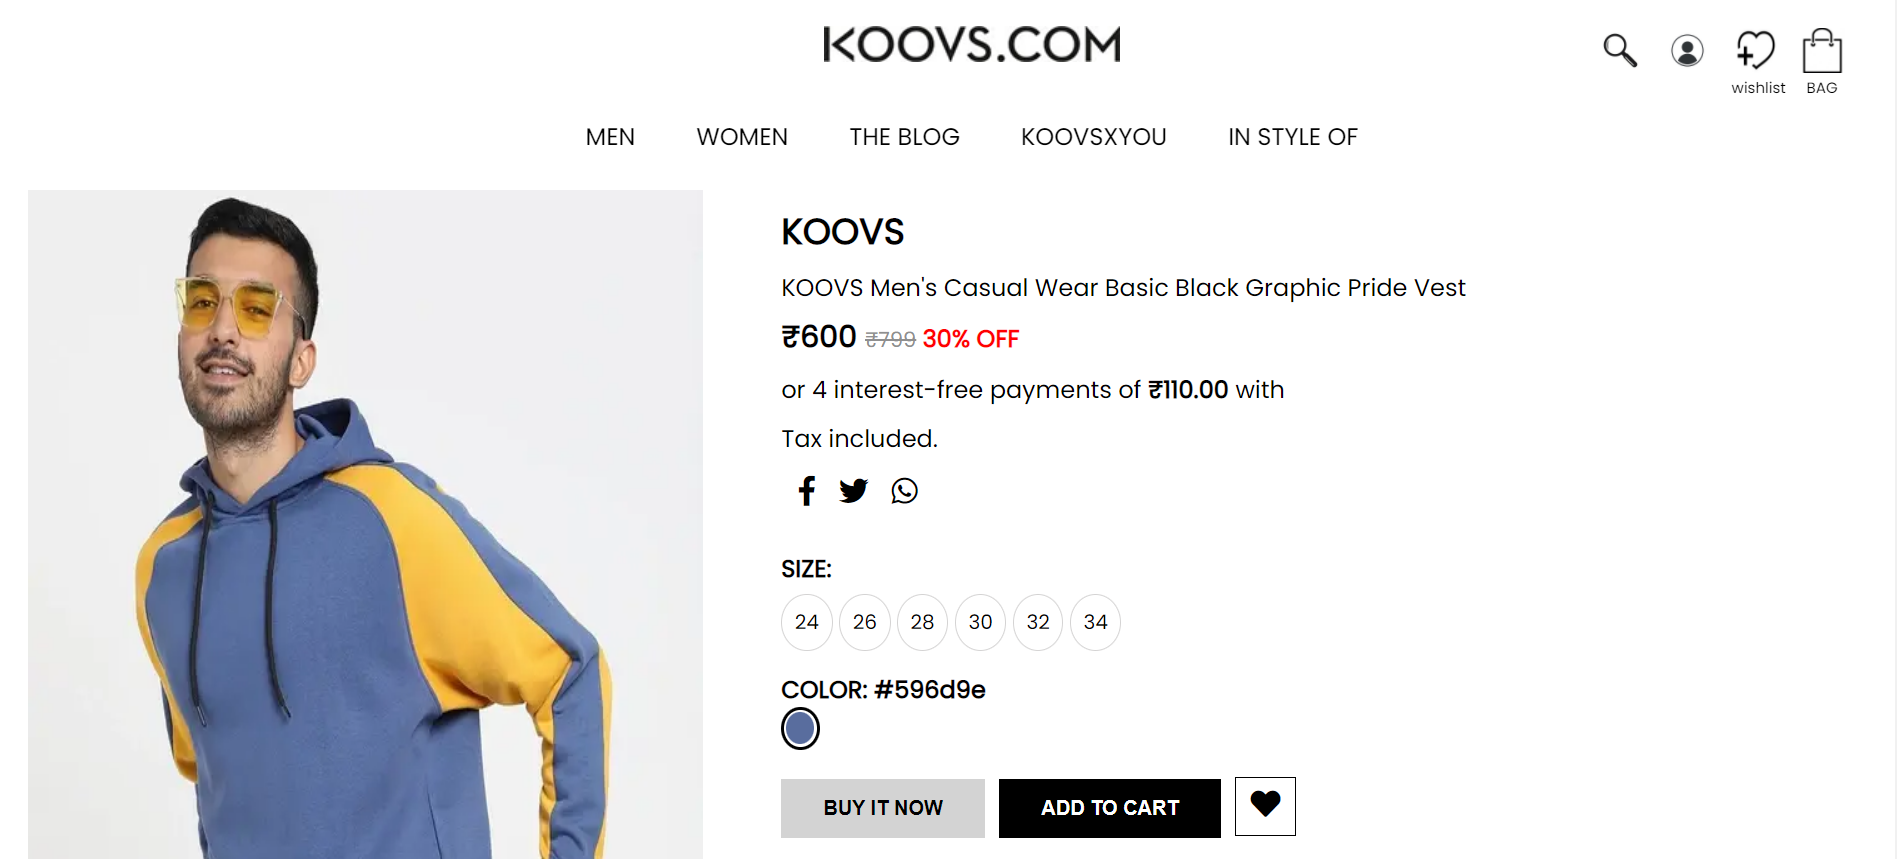 KOOVS.COM
wishlist BAG
MEN WOMEN THE BLOG KOOVSXYOU IN STYLE OF
KOOVS
KOOVS Men's Casual Wear Basic Black Graphic Pride Vest
₹600 ₹799 30% OFF
or 4 interest-free payments of ₹110.00 with
Tax included.
SIZE:
24 26 28 30 32 34
COLOR: #596d9e
BUY IT NOW ADD TO CART